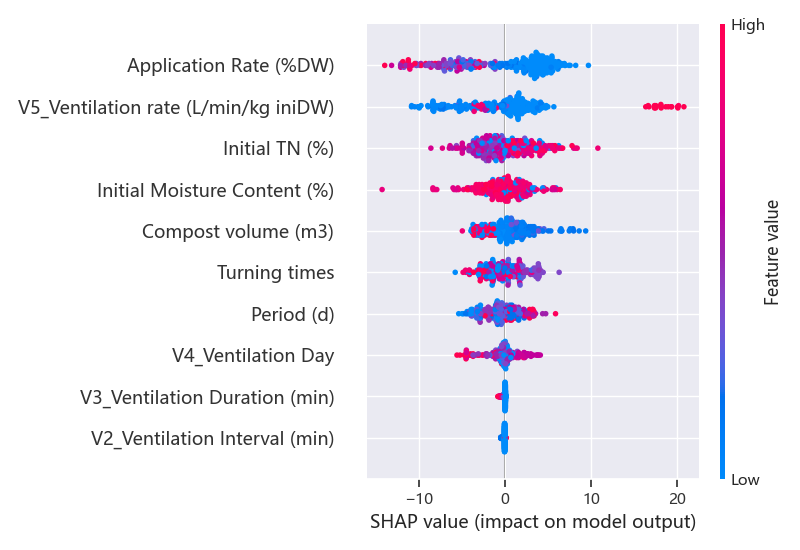 High
Application Rate (%DW)
V5_Ventilation rate (L/min/kg iniDW)
Initial TN (%)
Initial Moisture Content (%)
Compost volume (m3)
Turning times
Period (d)
V4_Ventilation Day
V3_Ventilation Duration (min)
V2_Ventilation Interval (min)
Feature value
Low
−10 0 10 20
SHAP value (impact on model output)